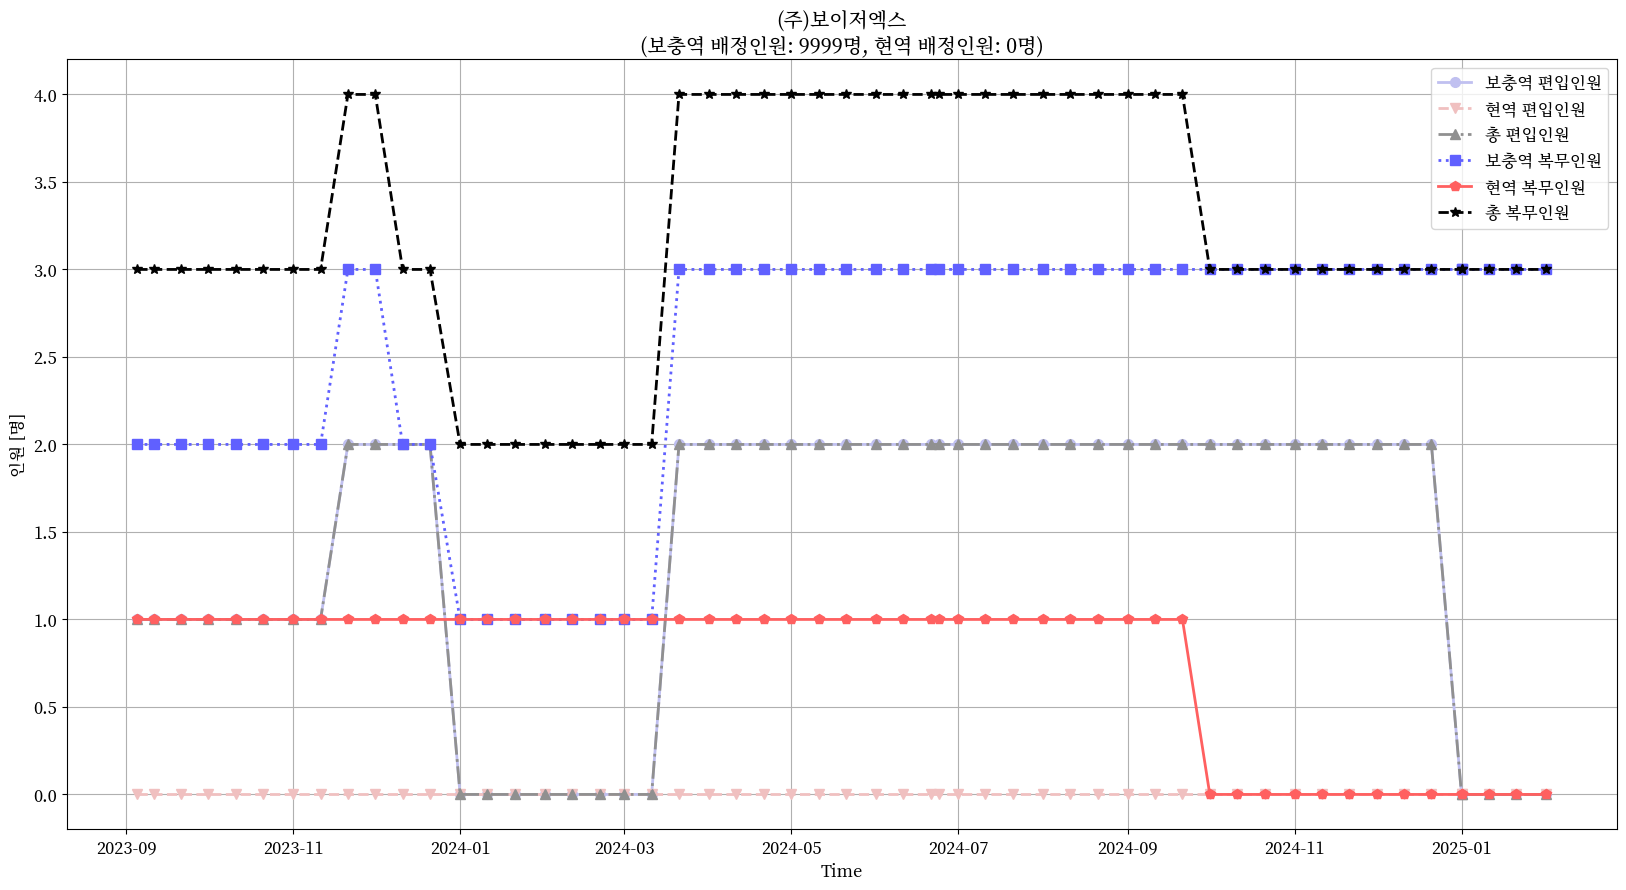 (주)보이저엑스
(보충역 배정인원: 9999명, 현역 배정인원: 0명)
보충역 편입인원
현역 편입인원
총 편입인원
보충역 복무인원
현역 복무인원
총 복무인원
인원 [명]
4.0
3.5
3.0
2.5
2.0
1.5
1.0
0.5
0.0
2023-09 2023-11 2024-01 2024-03 2024-05 2024-07 2024-09 2024-11 2025-01
Time